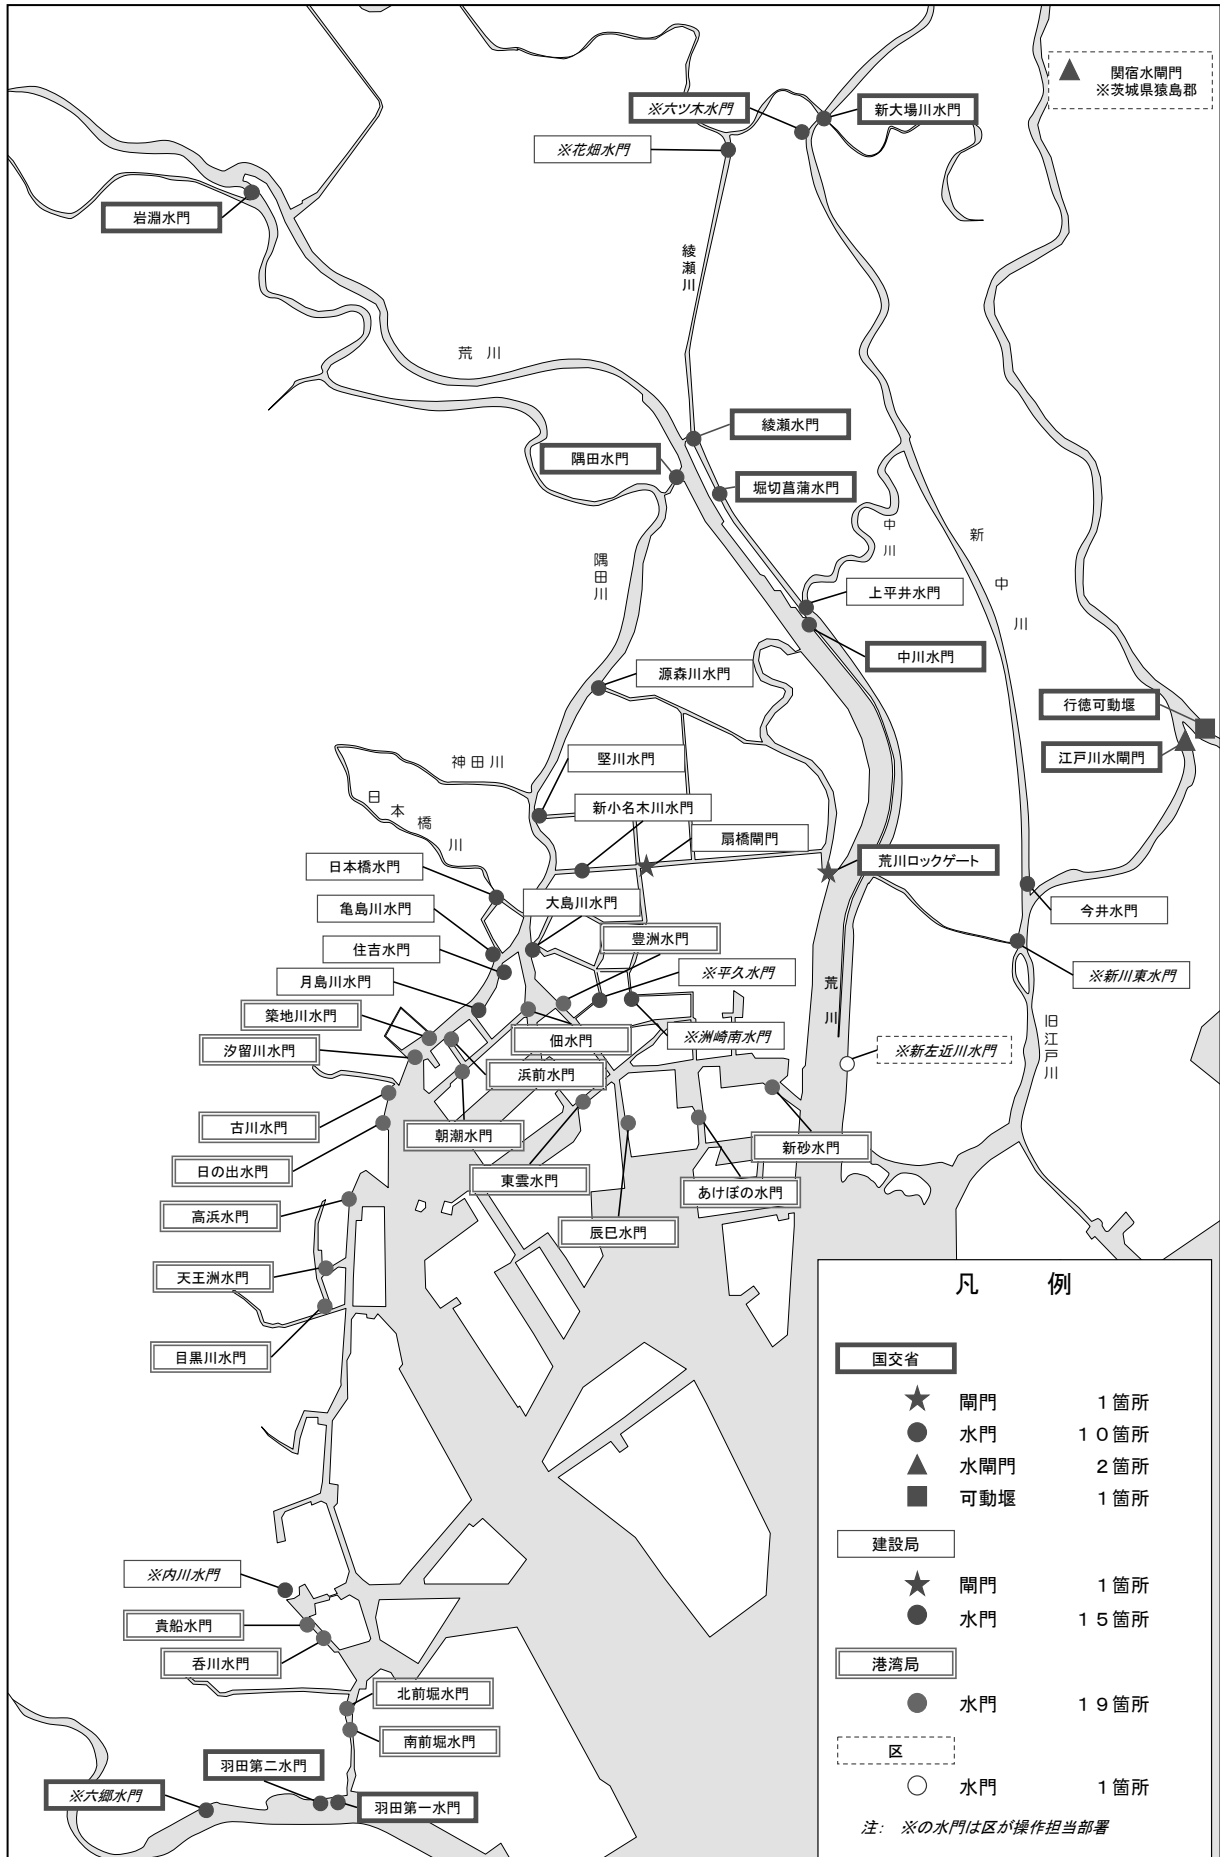 関宿水閘門
※茨城県猿島郡
※六ツ木水門
新大場川水門
※花畑水門
岩淵水門
綾瀬川
荒川
綾瀬水門
隅田水門
堀切菖蒲水門
中川
新中川
隅田川
上平井水門
中川水門
源森川水門
行徳可動堰
江戸川水閘門
神田川
日本橋川
堅川水門
新小名木川水門
扇橋閘門
荒川ロックゲート
日本橋水門
大島川水門
亀島川水門
今井水門
豊洲水門
住吉水門
※平久水門
※新川東水門
月島川水門
荒川
築地川水門
佃水門
※洲崎南水門
旧江戸川
汐留川水門
浜前水門
※新左近川水門
古川水門
朝潮水門
新砂水門
日の出水門
東雲水門
あけぼの水門
高浜水門
辰巳水門
天王洲水門
目黒川水門
※内川水門
貴船水門
呑川水門
北前堀水門
南前堀水門
羽田第二水門
※六郷水門
羽田第一水門
凡 例
国交省
閘門 1箇所
水門 10箇所
水閘門 2箇所
可動堰 1箇所
建設局
閘門 1箇所
水門 15箇所
港湾局
水門 19箇所
区
水門 1箇所
注: ※の水門は区が操作担当部署